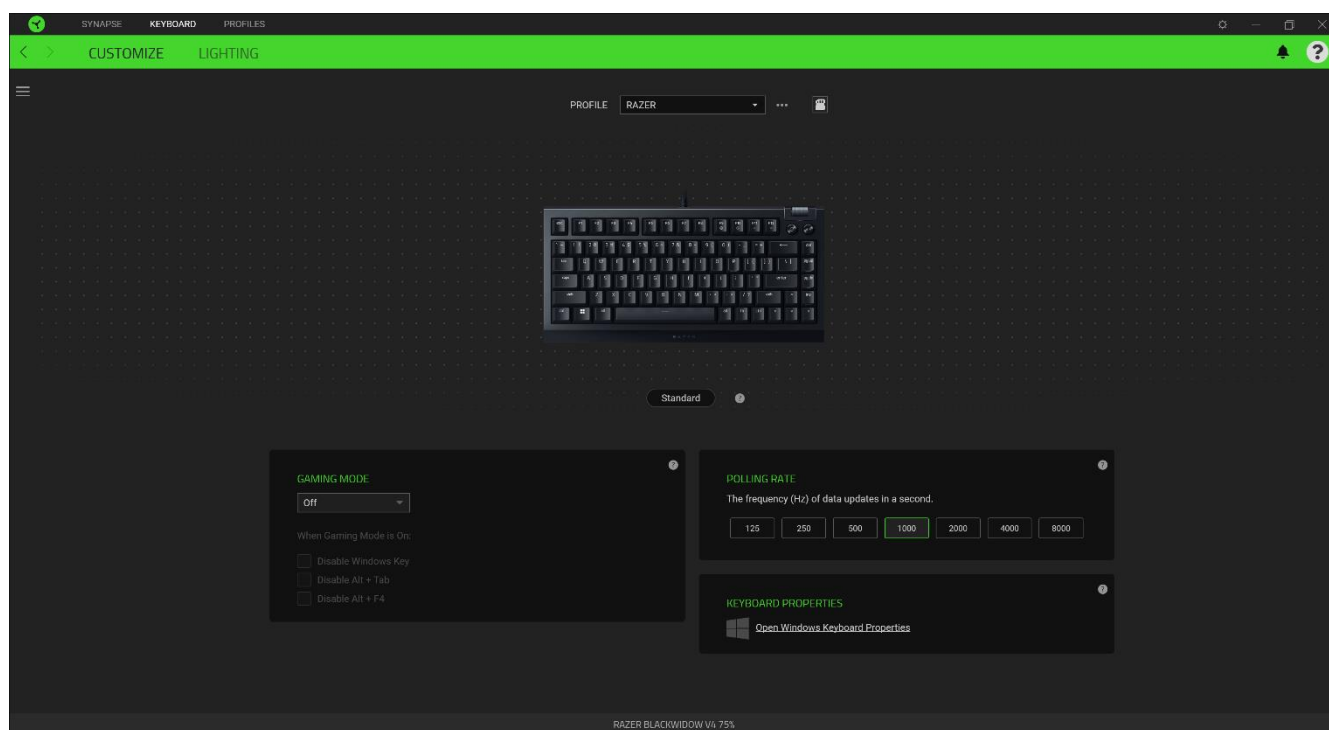 SYNAPSE KEYBOARD PROFILES
CUSTOMIZE LIGHTING
PROFILE RAZER
Standard
GAMING MODE
Off
When Gaming Mode is On:
Disable Windows Key
Disable Alt + Tab
Disable Alt + F4
POLLING RATE
The frequency (Hz) of data updates in a second.
125 250 500 1000 2000 4000 8000
KEYBOARD PROPERTIES
Open Windows Keyboard Properties
RAZER BLACKWIDOW V4 75%